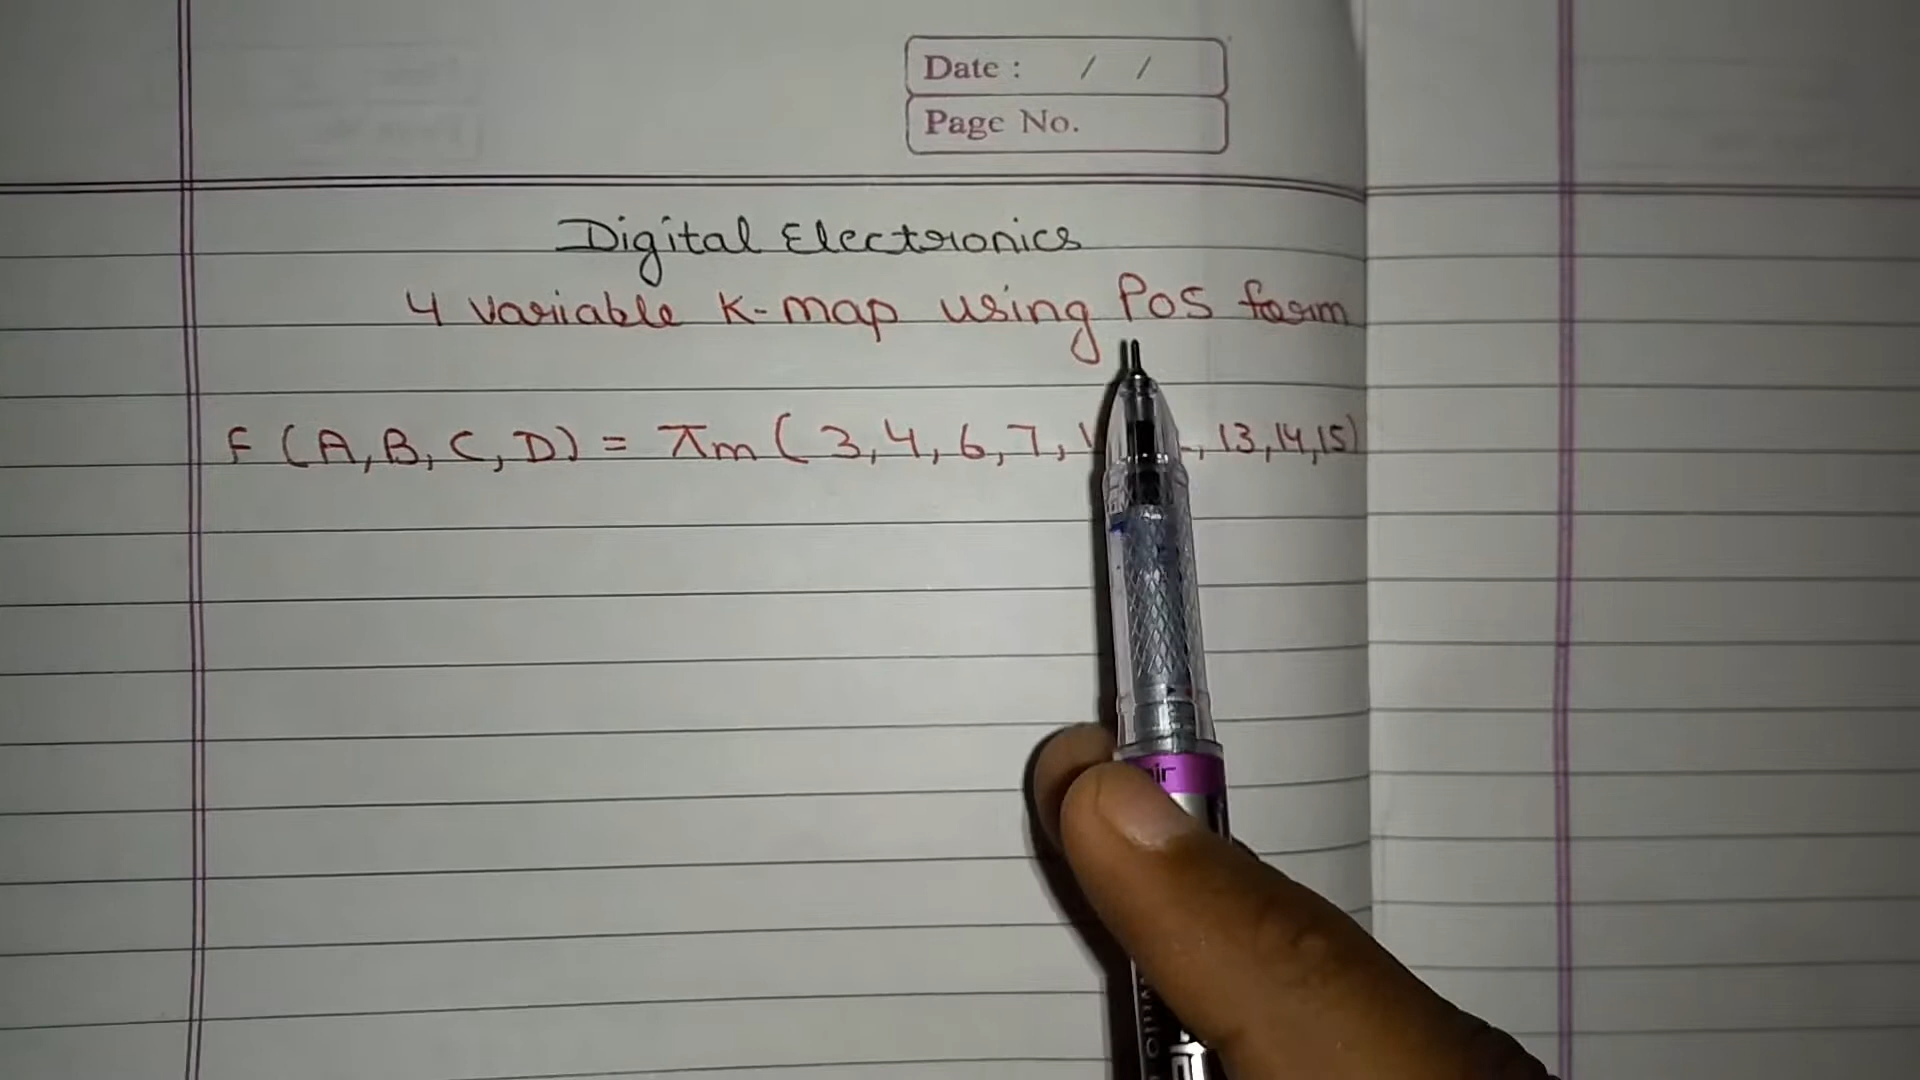 Date : / /
Page No.
Digital Electronics
4 variable K-map using POS form
F (A, B, C, D) = πm ( 3, 4, 6, 7, , 13, 14, 15)